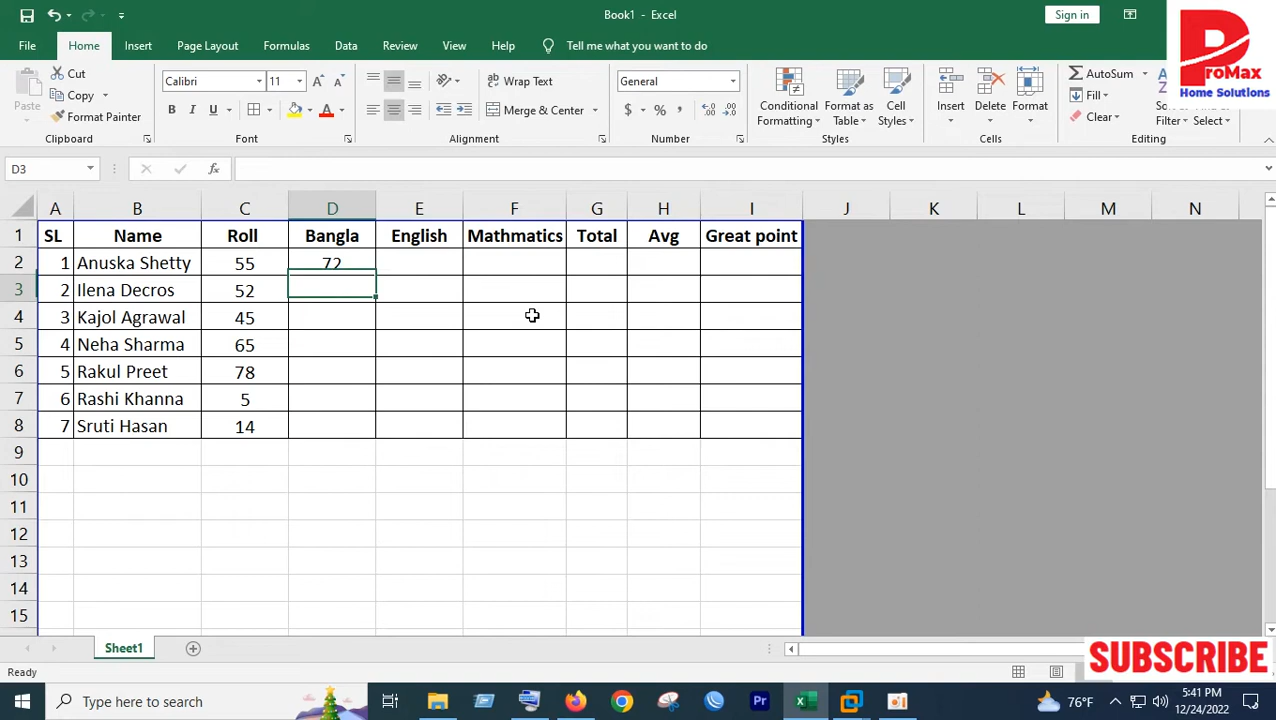 Book1 - Excel
Sign in
File Home Insert Page Layout Formulas Data Review View Help Tell me what you want to do
roMax
Home Solutions
Cut
Copy
Format Painter
Paste
Clipboard
Calibri 11
B I U
Font
Wrap Text
Merge & Center
Alignment
General
$ % ,
Number
Conditional Formatting
Format as Table
Cell Styles
Styles
Insert Delete Format
Cells
AutoSum
Fill
Clear
Filter Select
Editing
D3 fx
A B C D E F G H I J K L M N
1 SL Name Roll Bangla English Mathmatics Total Avg Great point
2 1 Anuska Shetty 55 72
3 2 Ilena Decros 52
4 3 Kajol Agrawal 45
5 4 Neha Sharma 65
6 5 Rakul Preet 78
7 6 Rashi Khanna 5
8 7 Sruti Hasan 14
9
10
11
12
13
14
15
Sheet1
SUBSCRIBE
Ready
Type here to search
Pr
76°F
5:41 PM
12/24/2022